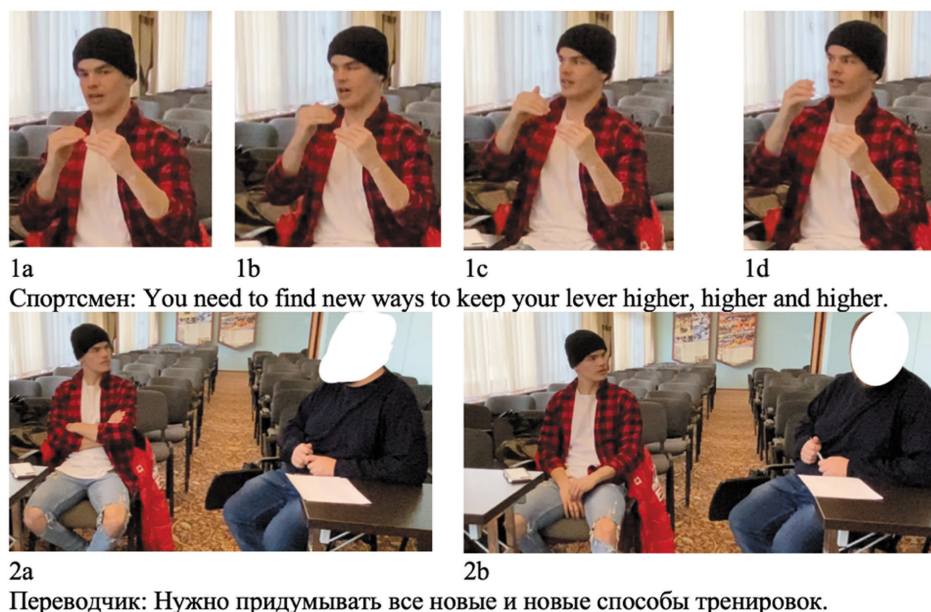 1a 1b 1c 1d
Спортсмен: You need to find new ways to keep your lever higher, higher and higher.
2a 2b
Переводчик: Нужно придумывать все новые и новые способы тренировок.